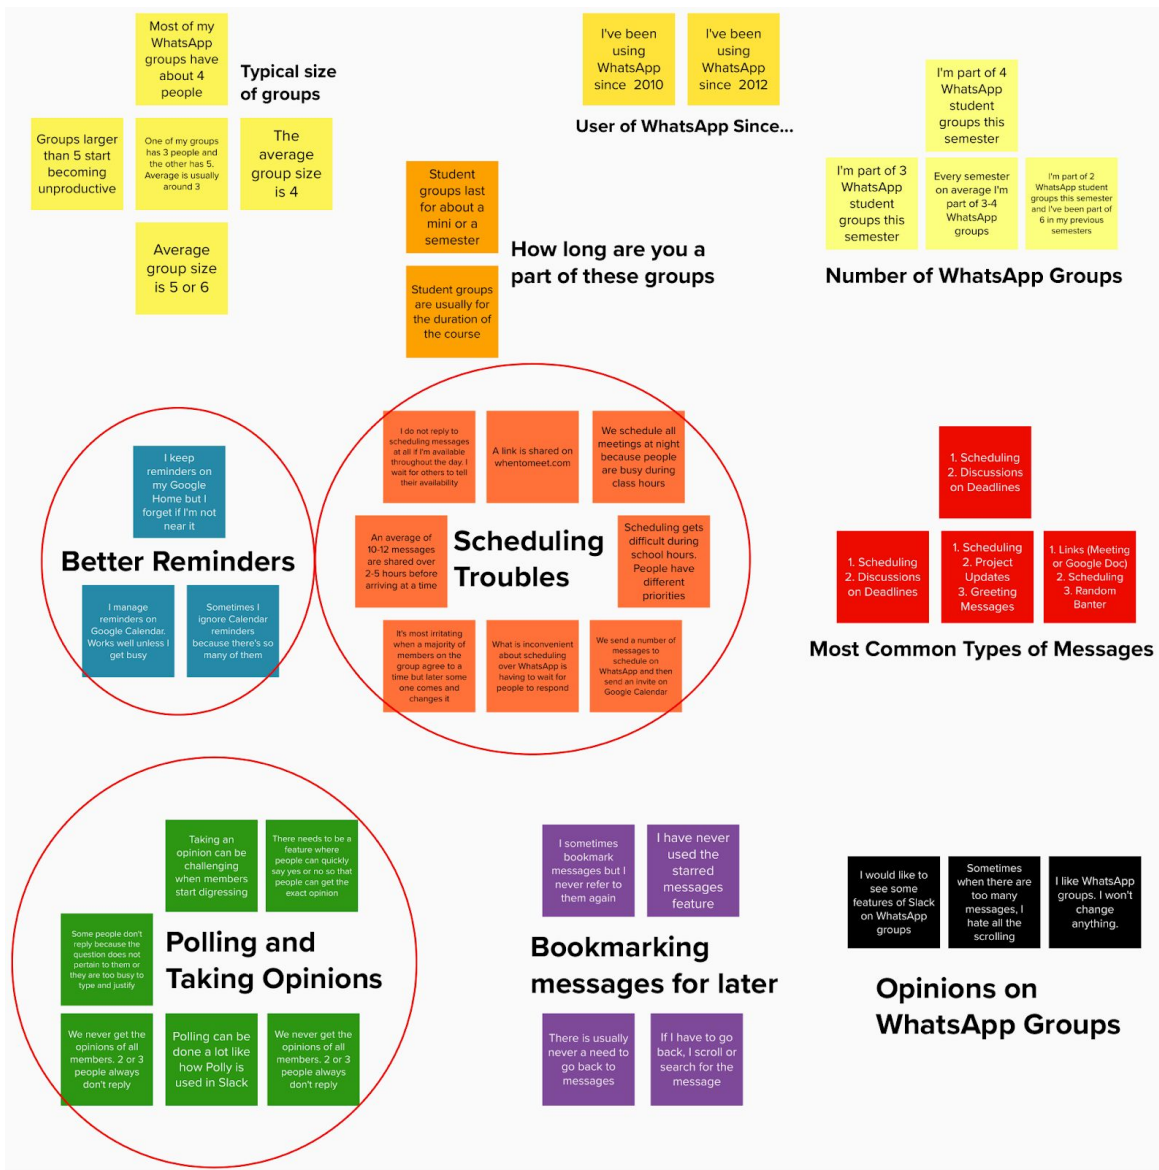 Most of my
WhatsApp
groups have
about 4
people
Typical size
of groups
Groups larger
than 5 start
becoming
unproductive
One of my groups
has 3 people and
the other has 5.
Average is usually
around 3
The
average
group size
is 4
Average
group size
is 5 or 6
I've been
using
WhatsApp
since 2010
I've been
using
WhatsApp
since 2012
User of WhatsApp Since...
Student
groups last
for about a
mini or a
semester
Student groups
are usually for
the duration of
the course
How long are you a
part of these groups
I'm part of 4
WhatsApp
student
groups this
semester
I'm part of 3
WhatsApp
student
groups this
semester
Every semester
on average I'm
part of 3-4
WhatsApp
groups
I'm part of 2
WhatsApp student
groups this semester
and I've been part of
6 in my previous
semesters
Number of WhatsApp Groups
I keep
reminders on
my Google
Home but I
forget if I'm not
near it
Better Reminders
I manage
reminders on
Google Calendar.
Works well unless I
get busy
Sometimes I
ignore Calendar
reminders
because there's so
many of them
I do not reply to
scheduling messages
at all if I'm available
throughout the day. I
wait for others to tell
their availability
A link is shared on
whentomeet.com
We schedule all
meetings at night
because people
are busy during
class hours
An average of
10-12 messages
are shared over
2-5 hours before
arriving at a time
Scheduling
Troubles
Scheduling gets
difficult during
school hours.
People have
different
priorities
It's most irritating
when a majority of
members on the
group agree to a
time but later some
one comes and
changes it
What is inconvenient
about scheduling
over WhatsApp is
having to wait for
people to respond
We send a number of
messages to
schedule on
WhatsApp and then
send an invite on
Google Calendar
1. Scheduling
2. Discussions
on Deadlines
1. Scheduling
2. Discussions
on Deadlines
1. Scheduling
2. Project
Updates
3. Greeting
Messages
1. Links (Meeting
or Google Doc)
2. Scheduling
3. Random
Banter
Most Common Types of Messages
Taking an
opinion can be
challenging
when members
start digressing
There needs to be a
feature where
people can quickly
say yes or no so that
people can get the
exact opinion
Some people don't
reply because the
question does not
pertain to them or
they are too busy to
type and justify
Polling and
Taking Opinions
We never get the
opinions of all
members. 2 or 3
people always
don't reply
Polling can be
done a lot like
how Polly is
used in Slack
We never get the
opinions of all
members. 2 or 3
people always
don't reply
I sometimes
bookmark
messages but I
never refer to
them again
I have never
used the
starred
messages
feature
Bookmarking
messages for later
There is usually
never a need to
go back to
messages
If I have to go
back, I scroll or
search for the
message
I would like to
see some
features of Slack
on WhatsApp
groups
Sometimes
when there are
too many
messages, I
hate all the
scrolling
I like WhatsApp
groups. I won't
change
anything.
Opinions on
WhatsApp Groups